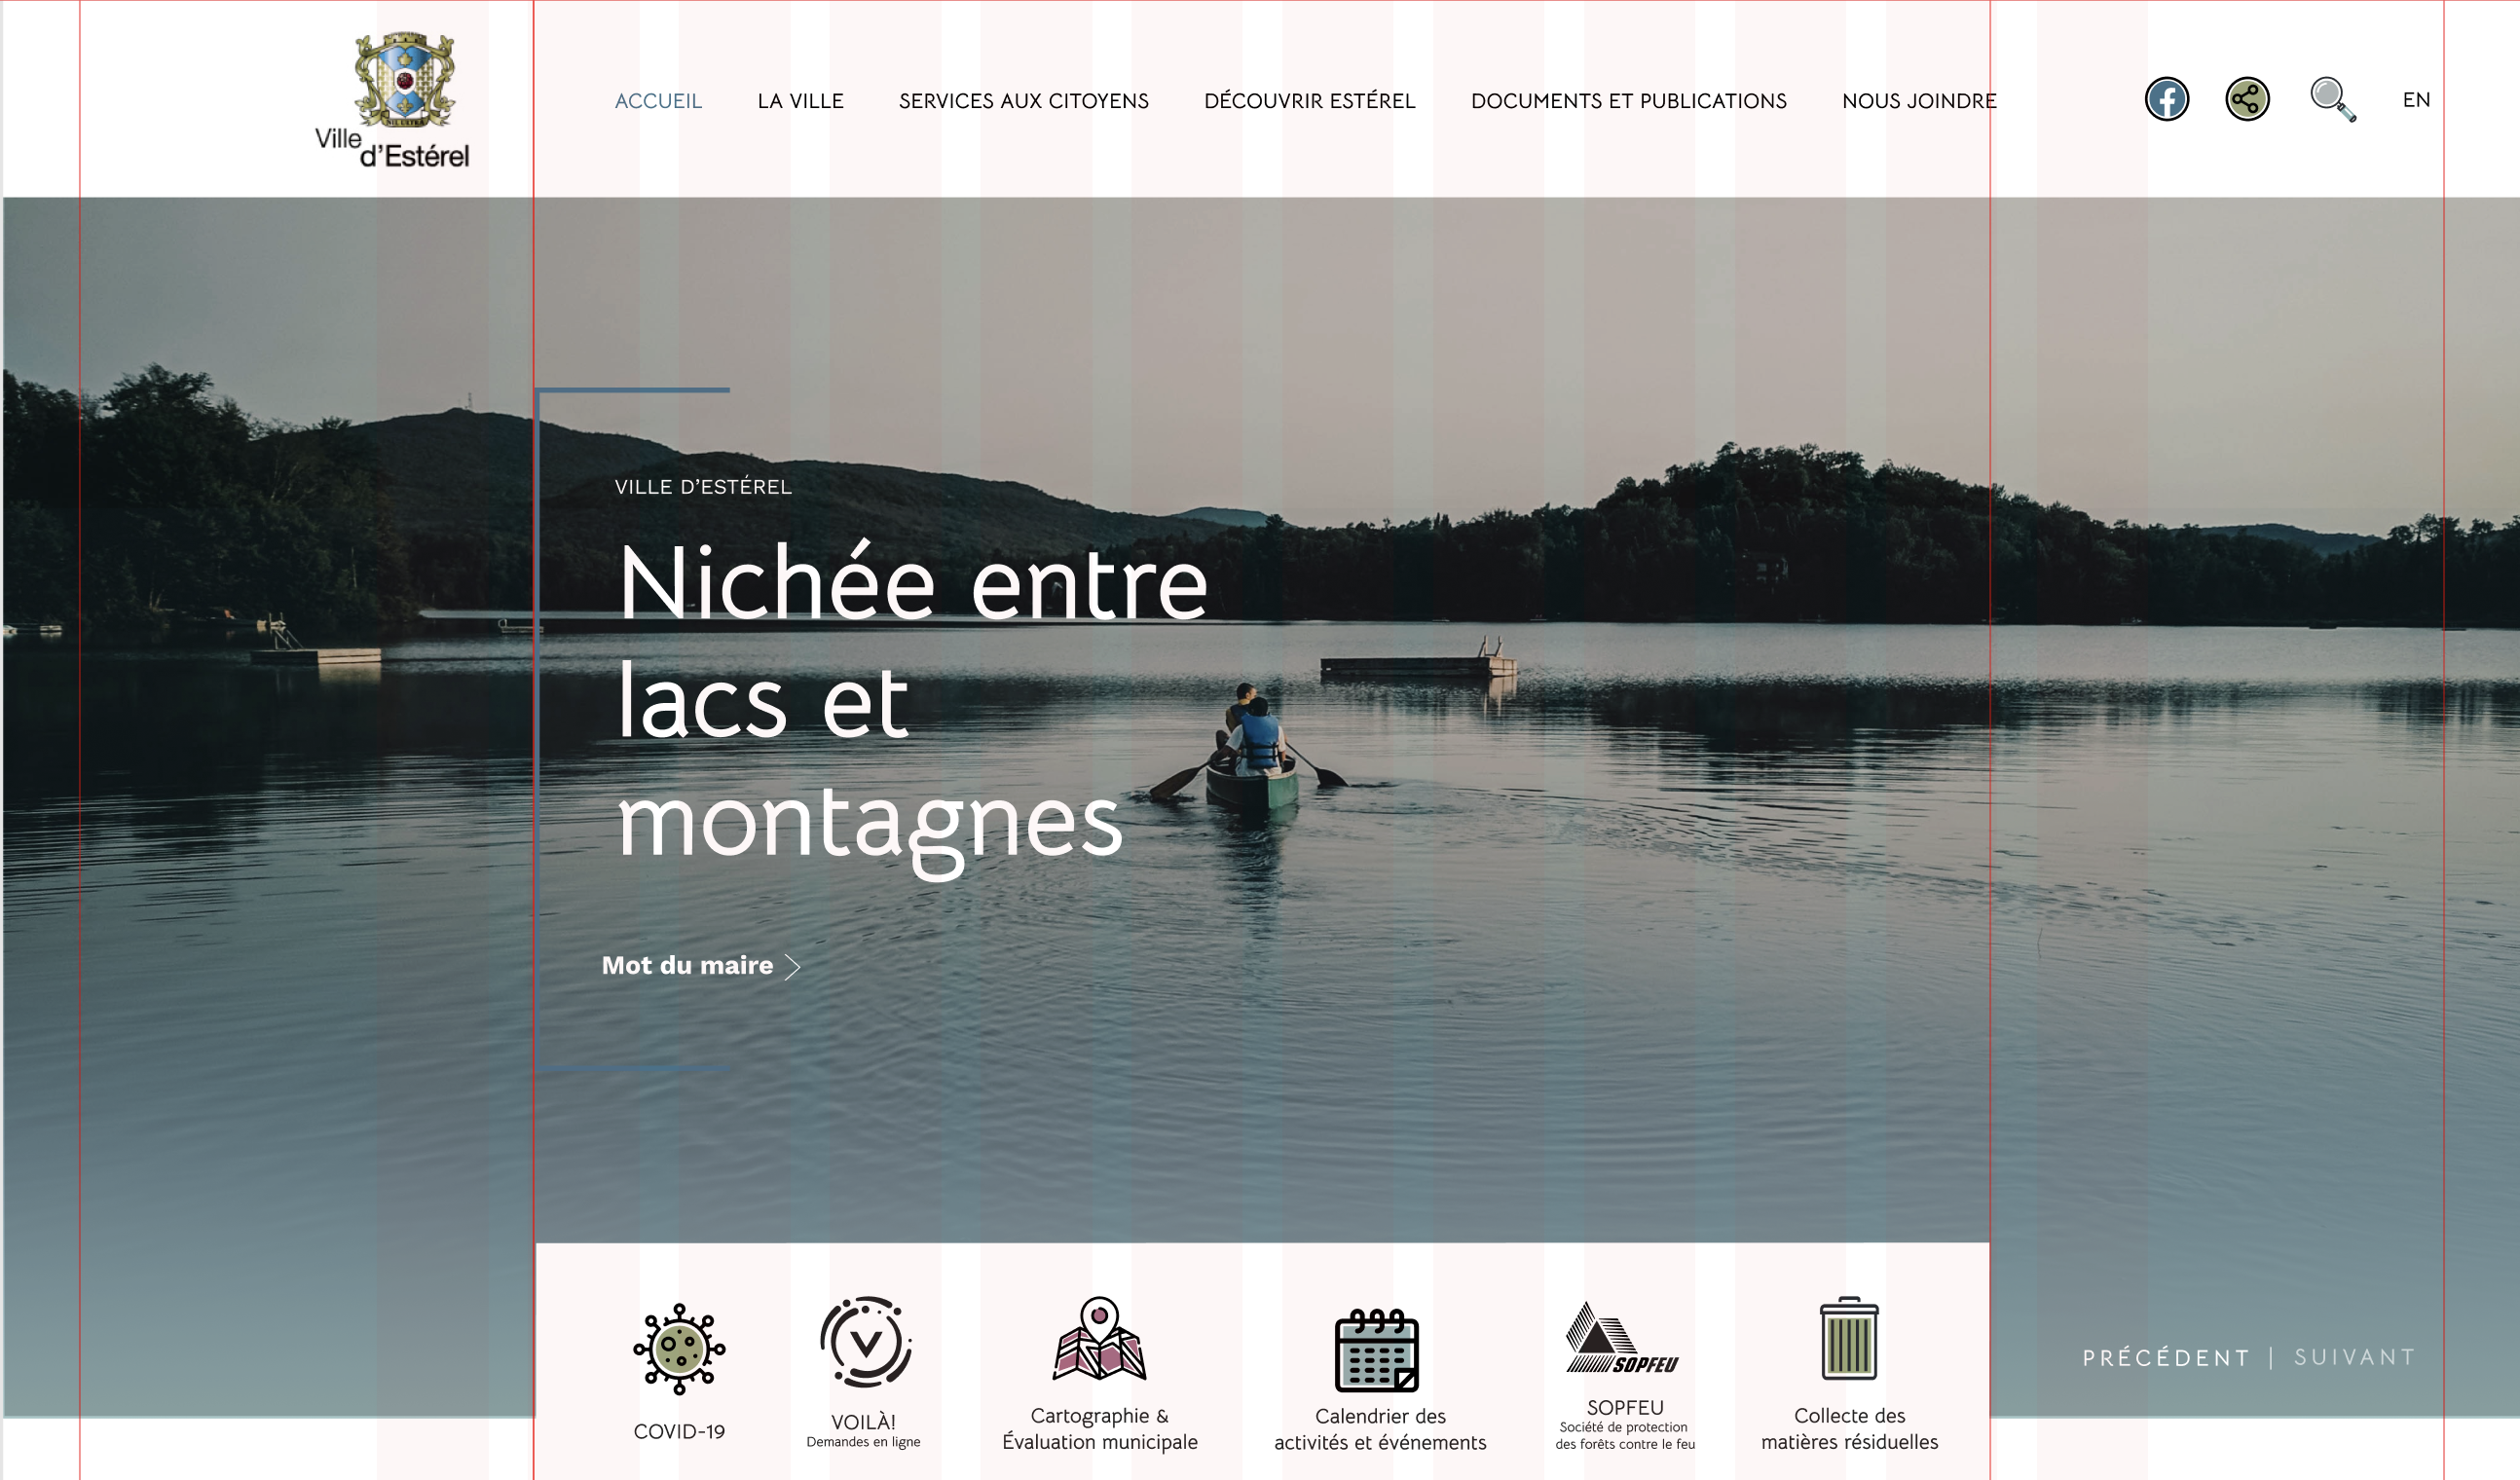 Ville
d'Estérel
ACCUEIL
LA VILLE
SERVICES AUX CITOYENS
DÉCOUVRIR ESTÉREL
DOCUMENTS ET PUBLICATIONS
NOUS JOINDRE
EN
VILLE D’ESTÉREL
Nichée entre
lacs et
montagnes
Mot du maire
COVID-19
VOILÀ!
Demandes en ligne
Cartographie &
Évaluation municipale
Calendrier des
activités et événements
SOPFEU
SOPFEU
Société de protection
des forêts contre le feu
Collecte des
matières résiduelles
PRÉCÉDENT | SUIVANT